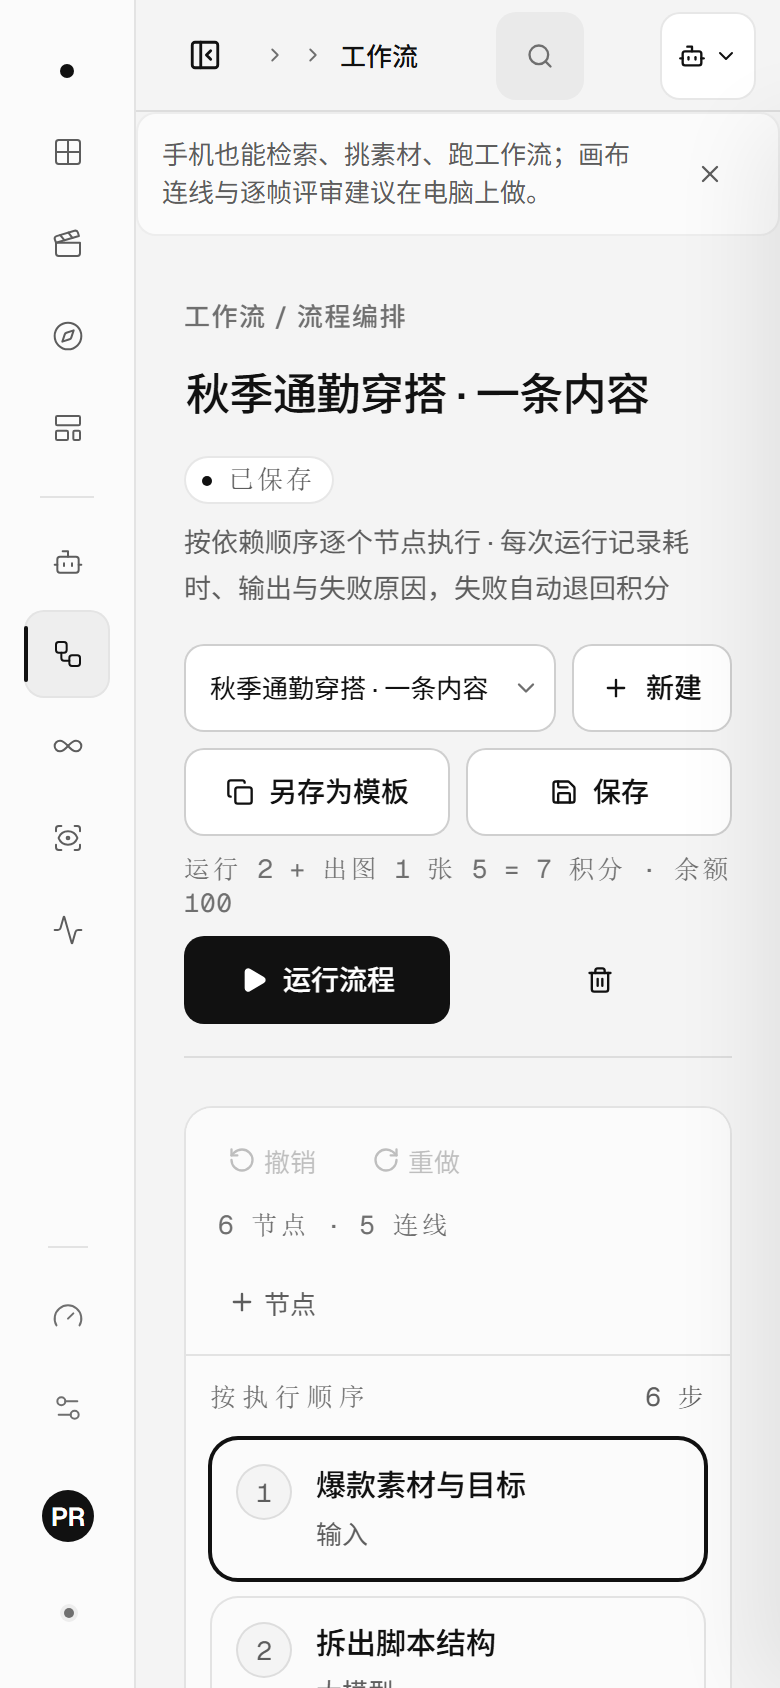 工作流
手机也能检索、挑素材、跑工作流；画布
连线与逐帧评审建议在电脑上做。
工作流 / 流程编排
秋季通勤穿搭 · 一条内容
已保存
按依赖顺序逐个节点执行 · 每次运行记录耗
时、输出与失败原因，失败自动退回积分
秋季通勤穿搭 · 一条内容
新建
另存为模板
保存
运行 2 + 出图 1 张 5 = 7 积分 · 余额
100
运行流程
撤销
重做
6 节点 · 5 连线
节点
按执行顺序
6 步
1
爆款素材与目标
输入
2
拆出脚本结构
PR